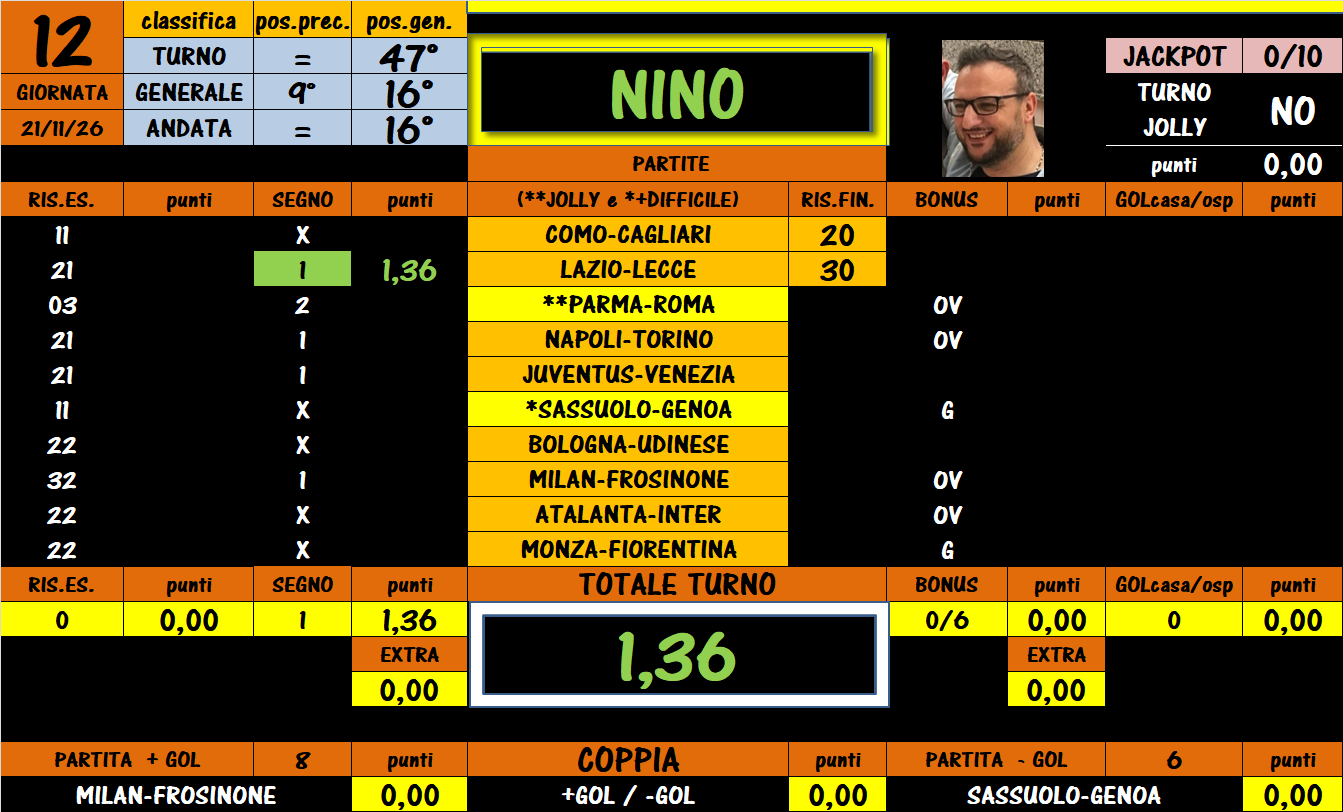 12 classifica pos.prec. pos.gen.
TURNO = 47° NINO JACKPOT 0/10
GIORNATA GENERALE 9° 16° TURNO JOLLY NO
21/11/26 ANDATA = 16°
PARTITE punti 0,00
RIS.ES. punti SEGNO punti (**JOLLY e *+DIFFICILE) RIS.FIN. BONUS punti GOLcasa/osp punti
11 X COMO-CAGLIARI 20
21 1 1,36 LAZIO-LECCE 30
03 2 **PARMA-ROMA OV
21 1 NAPOLI-TORINO OV
21 1 JUVENTUS-VENEZIA
11 X *SASSUOLO-GENOA G
22 X BOLOGNA-UDINESE
32 1 MILAN-FROSINONE OV
22 X ATALANTA-INTER OV
22 X MONZA-FIORENTINA G
RIS.ES. punti SEGNO punti TOTALE TURNO BONUS punti GOLcasa/osp punti
0 0,00 1 1,36 1,36 0/6 0,00 0 0,00
EXTRA EXTRA
0,00 0,00
PARTITA + GOL 8 punti COPPIA punti PARTITA - GOL 6 punti
MILAN-FROSINONE 0,00 +GOL / -GOL 0,00 SASSUOLO-GENOA 0,00